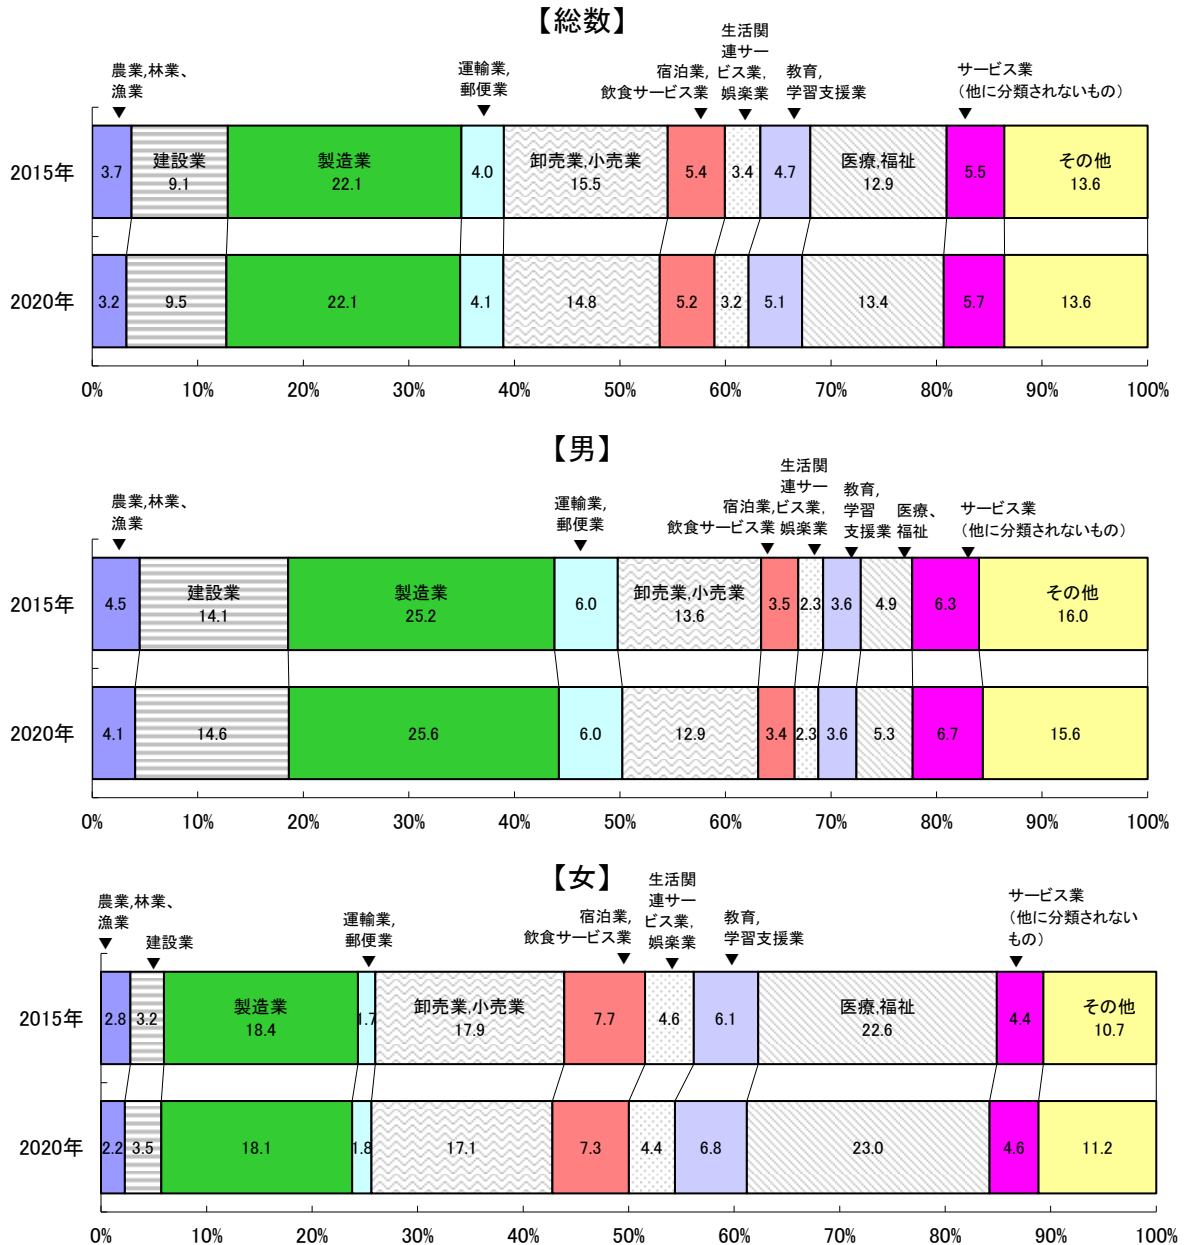 【総数】
農業,林業、
漁業
運輸業,
郵便業
宿泊業,
飲食サービス業
生活関
連サー
ビス業,
娯楽業
教育,
学習支援業
サービス業
（他に分類されないもの）
2015年
3.7
建設業
9.1
製造業
22.1
4.0
卸売業,小売業
15.5
5.4
3.4
4.7
医療,福祉
12.9
5.5
その他
13.6
2020年
3.2
9.5
22.1
4.1
14.8
5.2
3.2
5.1
13.4
5.7
13.6
0% 10% 20% 30% 40% 50% 60% 70% 80% 90% 100%
【男】
農業,林業、
漁業
運輸業,
郵便業
宿泊業,
飲食サービス業
生活関
連サー
ビス業,
娯楽業
教育,
学習
支援業
医療、
福祉
サービス業
（他に分類されないもの）
2015年
4.5
建設業
14.1
製造業
25.2
6.0
卸売業,小売業
13.6
3.5
2.3
3.6
4.9
6.3
その他
16.0
2020年
4.1
14.6
25.6
6.0
12.9
3.4
2.3
3.6
5.3
6.7
15.6
0% 10% 20% 30% 40% 50% 60% 70% 80% 90% 100%
【女】
農業,林業、
漁業
建設業
運輸業,
郵便業
宿泊業,
飲食サービス業
生活関
連サー
ビス業,
娯楽業
教育,
学習支援業
サービス業
（他に分類されない
もの）
2015年
2.8
3.2
製造業
18.4
1.7
卸売業,小売業
17.9
7.7
4.6
6.1
医療,福祉
22.6
4.4
その他
10.7
2020年
2.2
3.5
18.1
1.8
17.1
7.3
4.4
6.8
23.0
4.6
11.2
0% 10% 20% 30% 40% 50% 60% 70% 80% 90% 100%